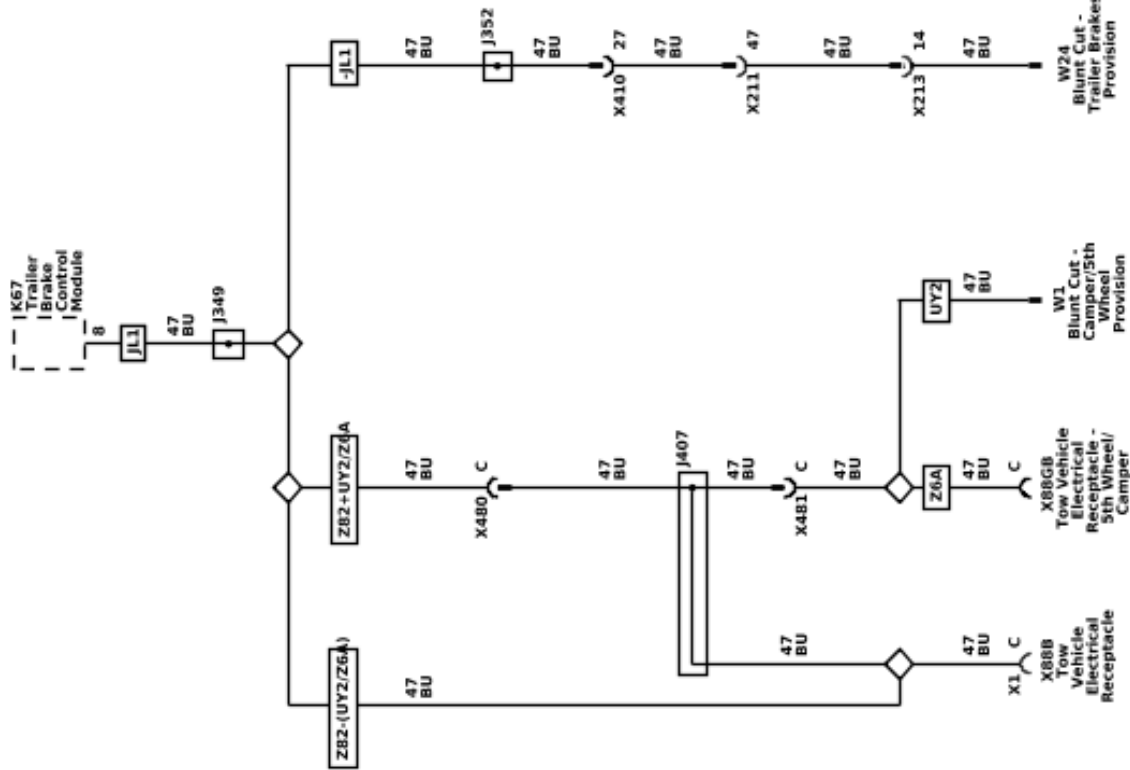 K67
Trailer
Brake
Control
Module
8
JL1
47
BU
J349
Z82-(UY2/Z6A)
47
BU
Z82+UY2/Z6A
47
BU
X480
C
47
BU
J407
47
BU
X481
C
47
BU
47
BU
X1
C
47
BU
X88B
Tow
Vehicle
Electrical
Receptacle
Z6A
47
BU
C
X88GB
Tow Vehicle
Electrical
Receptacle -
5th Wheel/
Camper
UY2
47
BU
W1
Blunt Cut -
Camper/5th
Wheel
Provision
-JL1
47
BU
J352
47
BU
X410
27
47
BU
X211
47
47
BU
X213
14
47
BU
W24
Blunt Cut -
Trailer Brakes
Provision